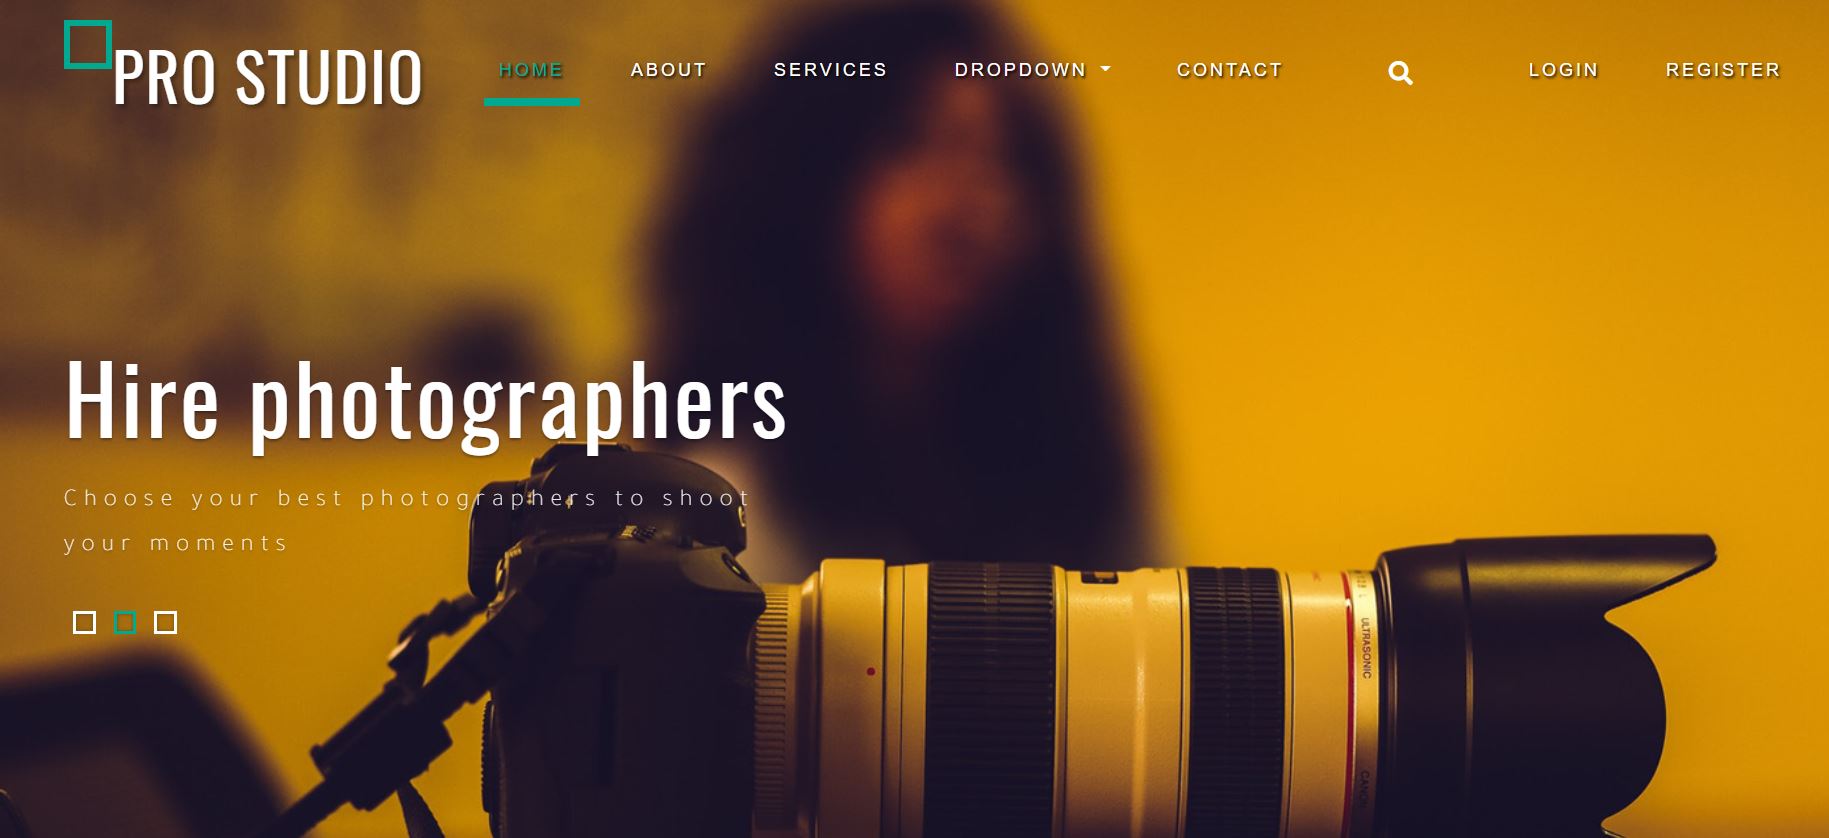 PRO STUDIO
HOME
ABOUT
SERVICES
DROPDOWN
CONTACT
LOGIN
REGISTER
Hire photographers
Choose your best photographers to shoot
your moments
ULTRASONIC
CANON